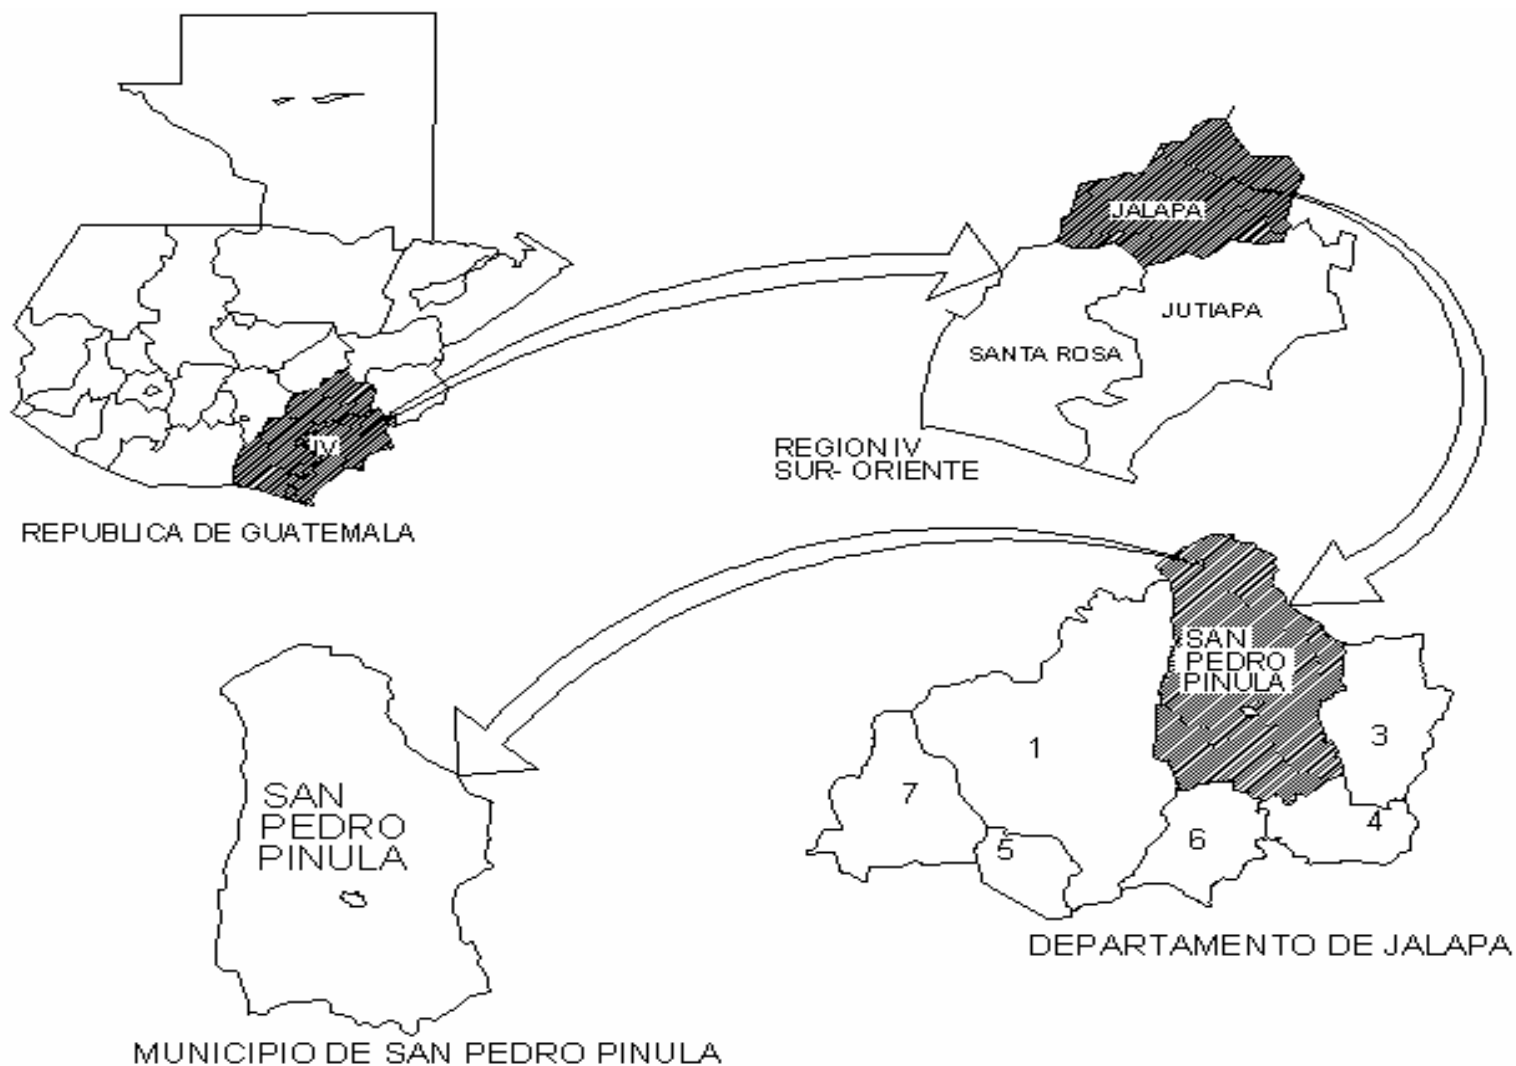 IV
REPUBLICA DE GUATEMALA
JALAPA
JUTIAPA
SANTA ROSA
REGION IV
SUR- ORIENTE
SAN
PEDRO
PINULA
1
3
7
4
6
5
DEPARTAMENTO DE JALAPA
SAN
PEDRO
PINULA
MUNICIPIO DE SAN PEDRO PINULA